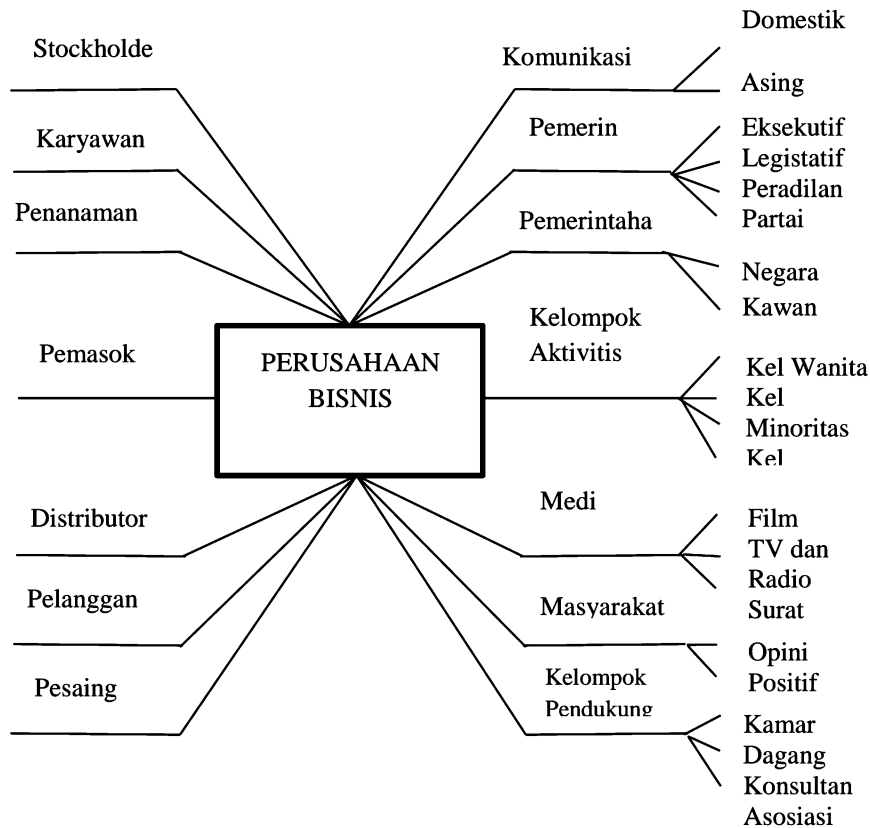 Stockholde
Karyawan
Penanaman
Pemasok
Distributor
Pelanggan
Pesaing
PERUSAHAAN
BISNIS
Komunikasi
Domestik
Asing
Pemerin
Eksekutif
Legistatif
Peradilan
Partai
Pemerintaha
Negara
Kawan
Kelompok
Aktivitis
Kel Wanita
Kel
Minoritas
Kel
Medi
Film
TV dan
Radio
Surat
Masyarakat
Opini
Positif
Kelompok
Pendukung
Kamar
Dagang
Konsultan
Asosiasi